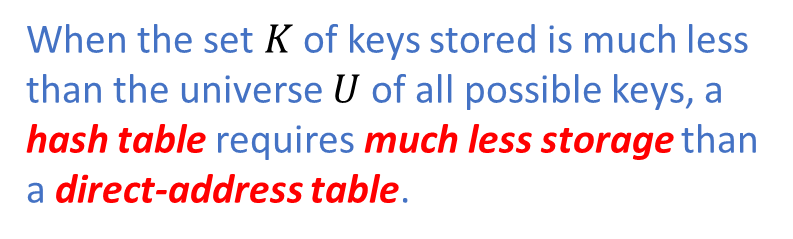 When the set K of keys stored is much less
than the universe U of all possible keys, a
hash table requires much less storage than
a direct-address table.